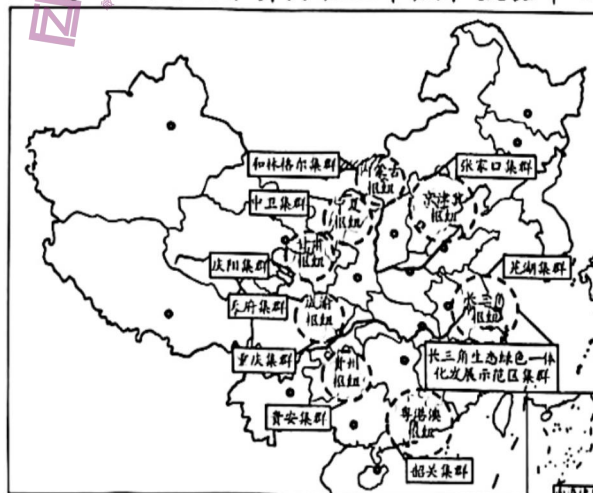 和林格尔集群
内蒙古
枢纽
张家口集群
京津冀
枢纽
中卫集群
宁夏
枢纽
甘肃
枢纽
庆阳集群
芜湖集群
天府集群
成渝
枢纽
长三角
枢纽
重庆集群
贵州
枢纽
长三角生态绿色一体
化发展示范区集群
贵安集群
粤港澳
枢纽
韶关集群